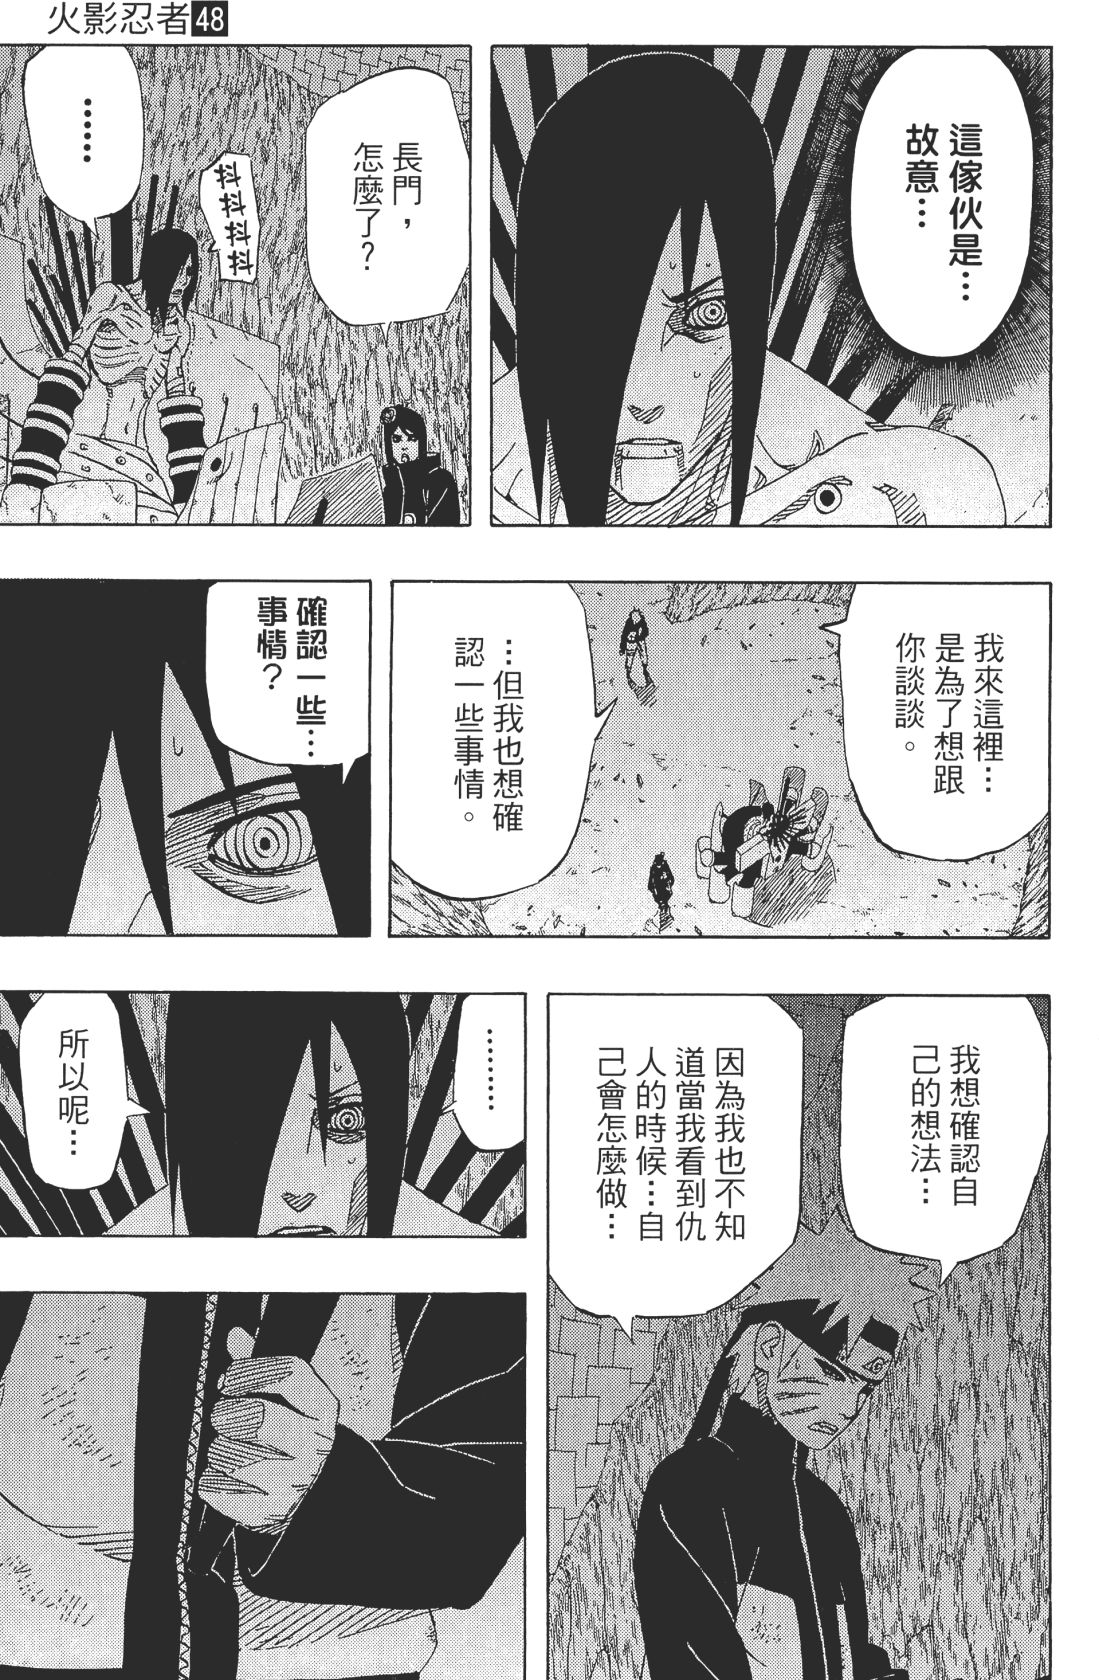 火影忍者48
這傢伙是…
故意…
長門，
怎麼了?
抖抖抖抖
……
我來這裡…
是為了想跟
你談談。
…但我也想確
認一些事情。
確認一些…
事情?
我想確認自
己的想法…
因為我也不知
道當我看到仇
人的時候…自
己會怎麼做…
………
所以呢…